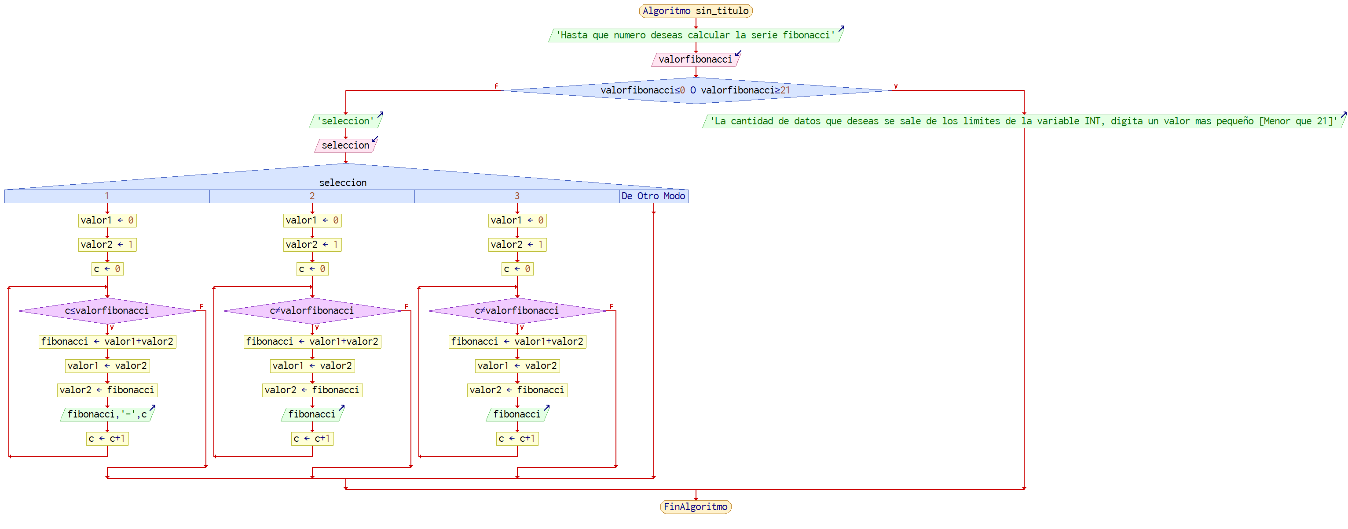 Algoritmo sin_titulo
'Hasta que numero deseas calcular la serie fibonacci'
valorfibonacci
F
valorfibonacci≤0 O valorfibonacci≥21
V
'seleccion'
'La cantidad de datos que deseas se sale de los limites de la variable INT, digita un valor mas pequeño [Menor que 21]'
seleccion
seleccion
1 2 3 De Otro Modo
valor1 ← 0 valor1 ← 0 valor1 ← 0
valor2 ← 1 valor2 ← 1 valor2 ← 1
c ← 0 c ← 0 c ← 0
c≤valorfibonacci F c≠valorfibonacci F c≠valorfibonacci F
V V V
fibonacci ← valor1+valor2 fibonacci ← valor1+valor2 fibonacci ← valor1+valor2
valor1 ← valor2 valor1 ← valor2 valor1 ← valor2
valor2 ← fibonacci valor2 ← fibonacci valor2 ← fibonacci
fibonacci,'-',c fibonacci fibonacci
c ← c+1 c ← c+1 c ← c+1
FinAlgoritmo